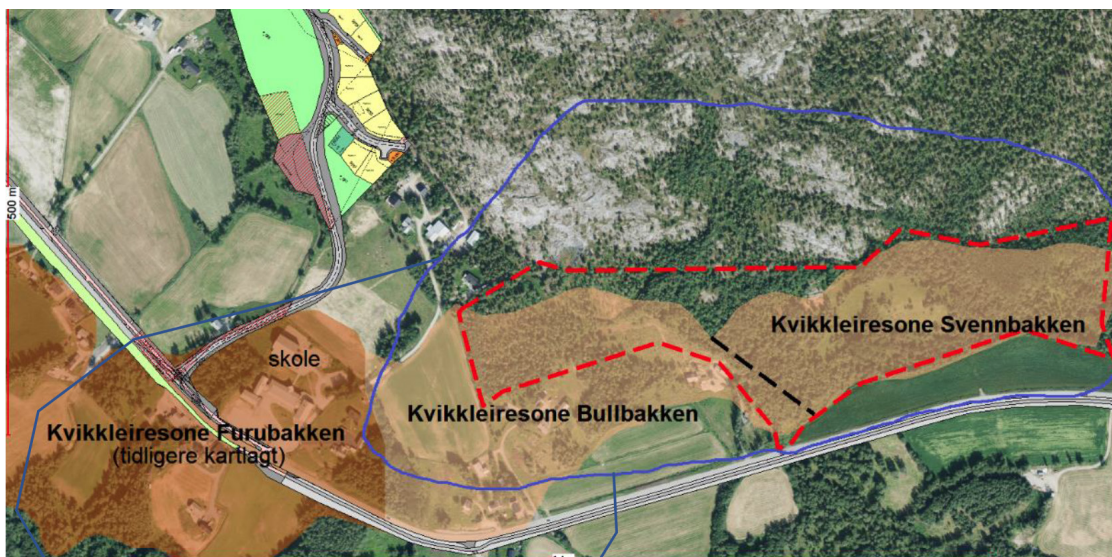 500 m
skole
Kvikkleiresone Svennbakken
Kvikkleiresone Bullbakken
Kvikkleiresone Furubakken
(tidligere kartlagt)